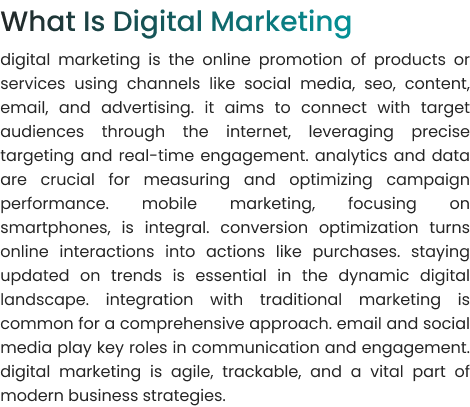 What Is Digital Marketing
digital marketing is the online promotion of products or
services using channels like social media, seo, content,
email, and advertising. it aims to connect with target
audiences through the internet, leveraging precise
targeting and real-time engagement. analytics and data
are crucial for measuring and optimizing campaign
performance. mobile marketing, focusing on
smartphones, is integral. conversion optimization turns
online interactions into actions like purchases. staying
updated on trends is essential in the dynamic digital
landscape. integration with traditional marketing is
common for a comprehensive approach. email and social
media play key roles in communication and engagement.
digital marketing is agile, trackable, and a vital part of
modern business strategies.